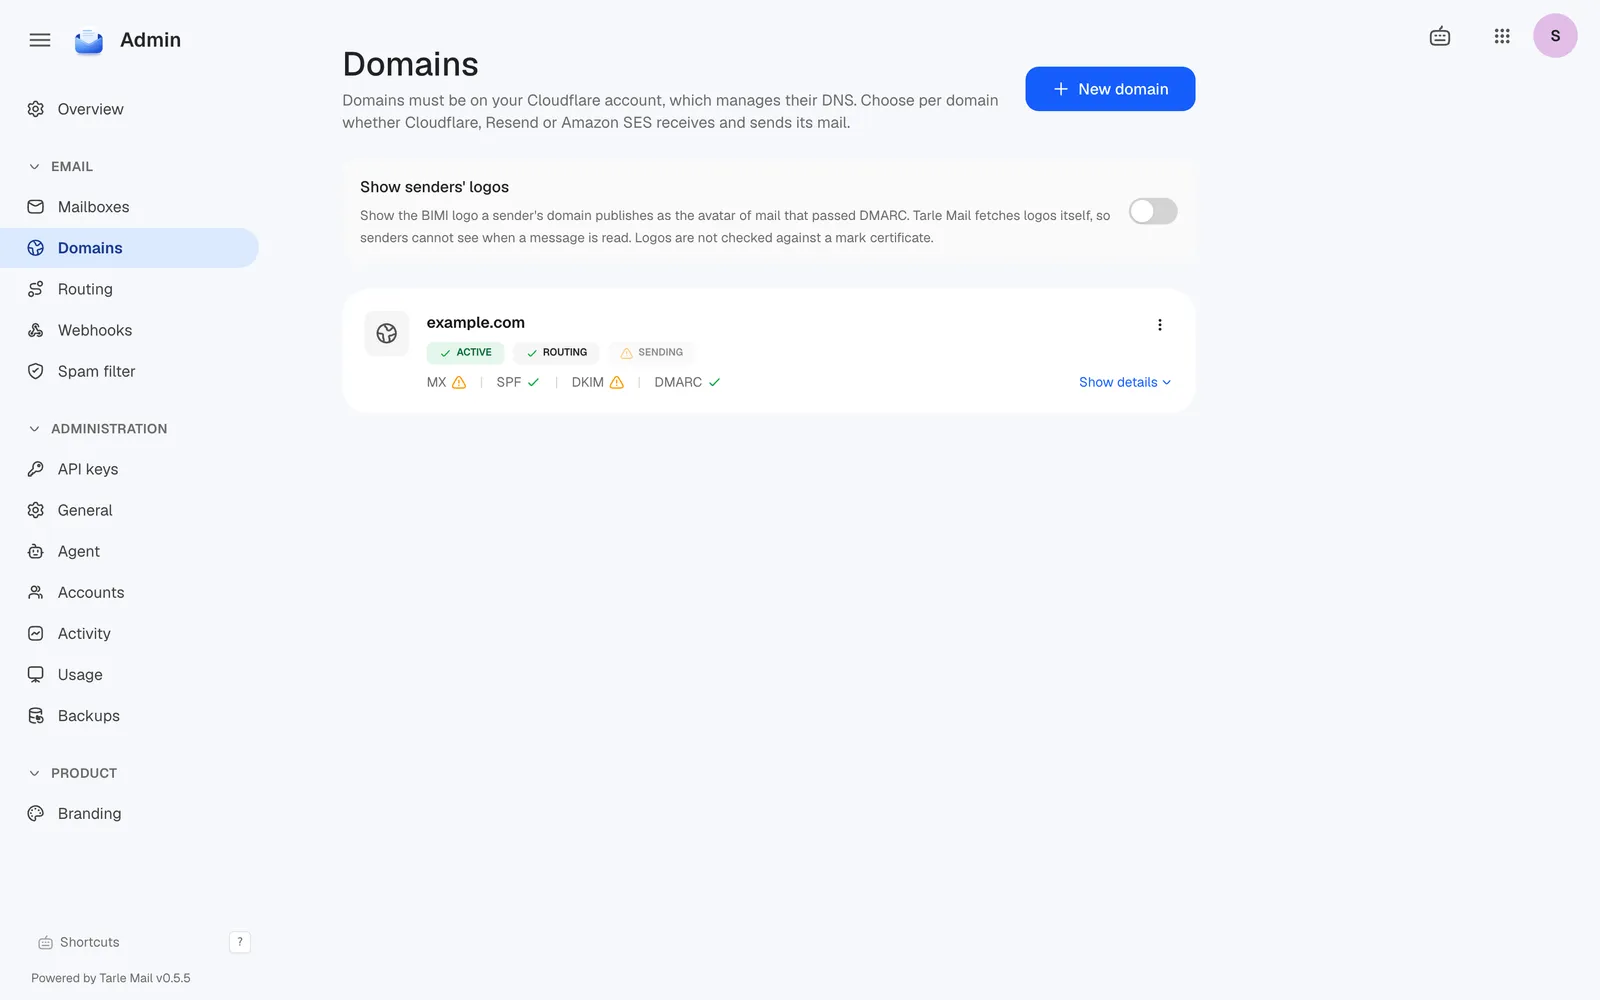 Admin
S
Overview
EMAIL
Mailboxes
Domains
Routing
Webhooks
Spam filter
ADMINISTRATION
API keys
General
Agent
Accounts
Activity
Usage
Backups
PRODUCT
Branding
Shortcuts
?
Powered by Tarle Mail v0.5.5
Domains
Domains must be on your Cloudflare account, which manages their DNS. Choose per domain
whether Cloudflare, Resend or Amazon SES receives and sends its mail.
New domain
Show senders' logos
Show the BIMI logo a sender's domain publishes as the avatar of mail that passed DMARC. Tarle Mail fetches logos itself, so
senders cannot see when a message is read. Logos are not checked against a mark certificate.
example.com
ACTIVE ROUTING SENDING
MX | SPF | DKIM | DMARC
Show details